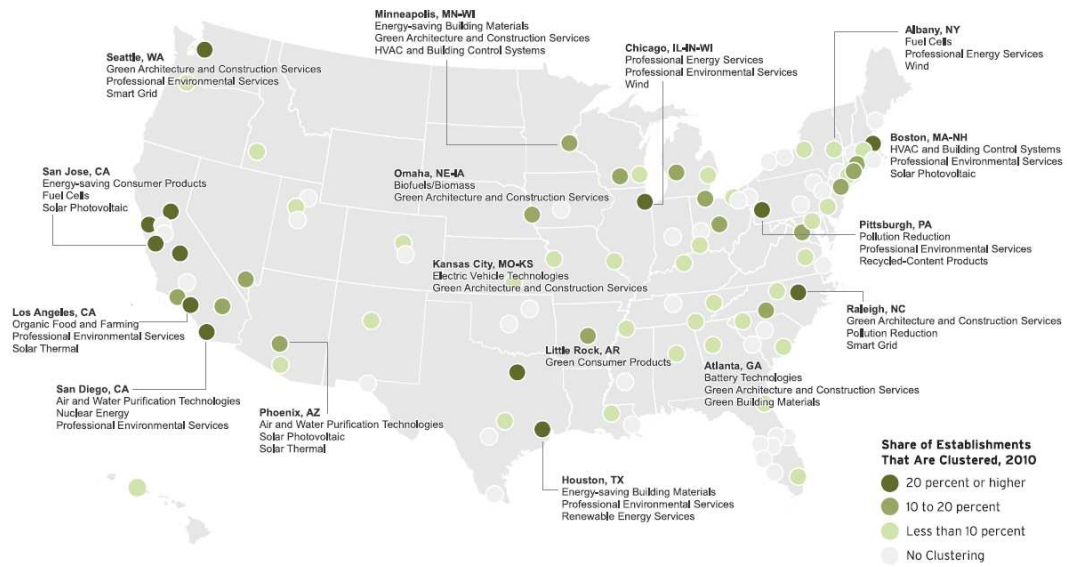 Minneapolis, MN-WI
Energy-saving Building Materials
Green Architecture and Construction Services
HVAC and Building Control Systems
Chicago, IL-IN-WI
Professional Energy Services
Professional Environmental Services
Wind
Albany, NY
Fuel Cells
Professional Energy Services
Wind
Seattle, WA
Green Architecture and Construction Services
Professional Environmental Services
Smart Grid
Boston, MA-NH
HVAC and Building Control Systems
Professional Environmental Services
Solar Photovoltaic
San Jose, CA
Energy-saving Consumer Products
Fuel Cells
Solar Photovoltaic
Omaha, NE-IA
Biofuels/Biomass
Green Architecture and Construction Services
Pittsburgh, PA
Pollution Reduction
Professional Environmental Services
Recycled-Content Products
Kansas City, MO-KS
Electric Vehicle Technologies
Green Architecture and Construction Services
Los Angeles, CA
Organic Food and Farming
Professional Environmental Services
Solar Thermal
Raleigh, NC
Green Architecture and Construction Services
Pollution Reduction
Smart Grid
Little Rock, AR
Green Consumer Products
Atlanta, GA
Battery Technologies
Green Architecture and Construction Services
Green Building Materials
San Diego, CA
Air and Water Purification Technologies
Nuclear Energy
Professional Environmental Services
Phoenix, AZ
Air and Water Purification Technologies
Solar Photovoltaic
Solar Thermal
Houston, TX
Energy-saving Building Materials
Professional Environmental Services
Renewable Energy Services
Share of Establishments
That Are Clustered, 2010
20 percent or higher
10 to 20 percent
Less than 10 percent
No Clustering